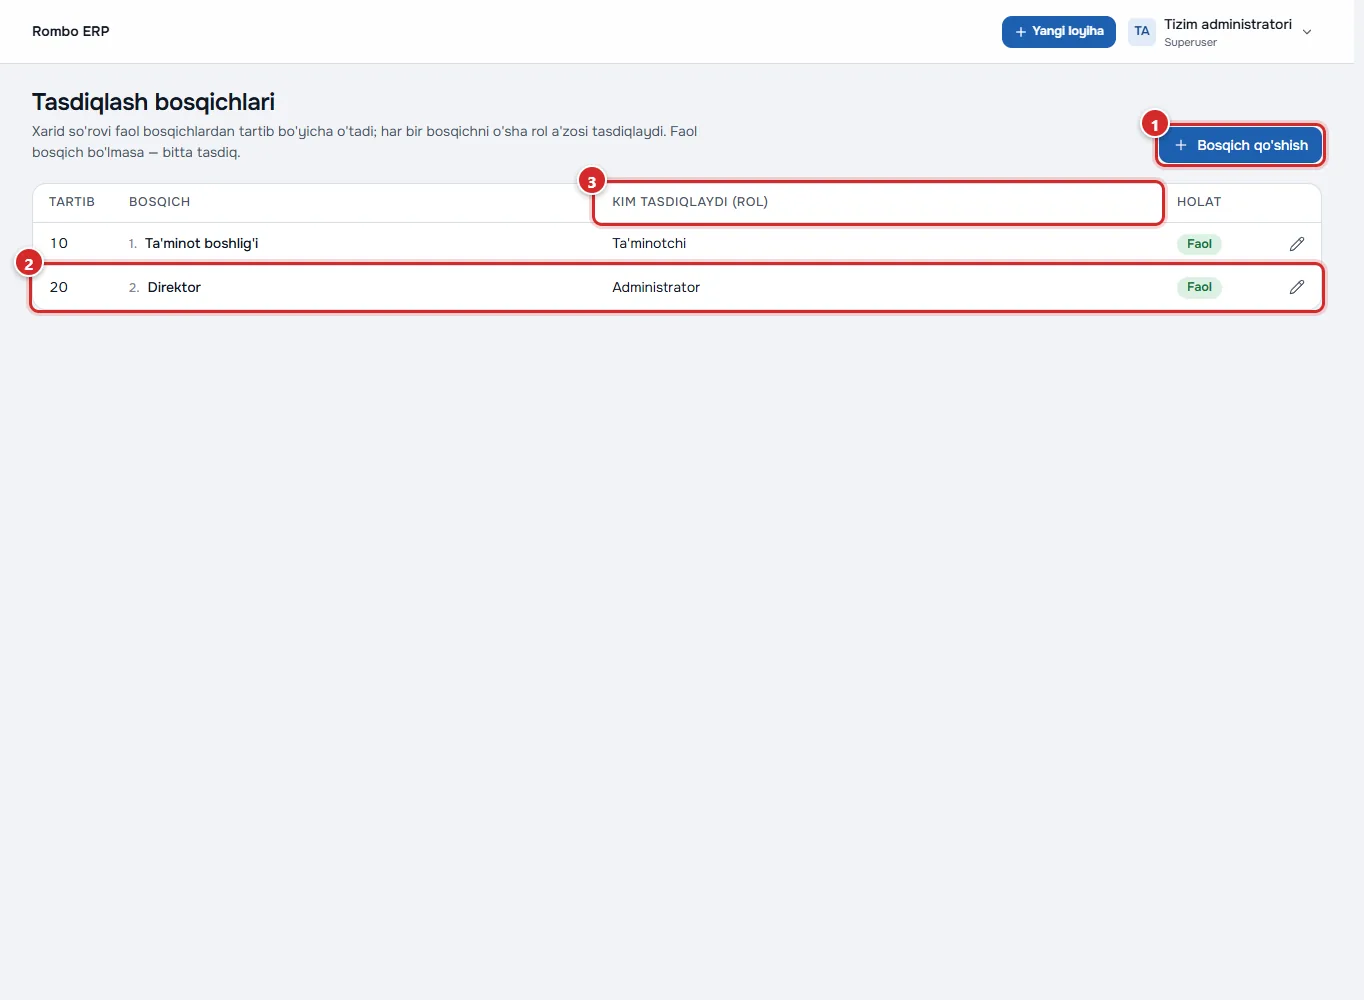 Rombo ERP
+ Yangi loyiha
TA
Tizim administratori
Superuser
Tasdiqlash bosqichlari
Xarid so'rovi faol bosqichlardan tartib bo'yicha o'tadi; har bir bosqichni o'sha rol a'zosi tasdiqlaydi. Faol
bosqich bo'lmasa — bitta tasdiq.
1
+ Bosqich qo'shish
3
TARTIB BOSQICH KIM TASDIQLAYDI (ROL) HOLAT
10 1. Ta'minot boshlig'i Ta'minotchi Faol
2
20 2. Direktor Administrator Faol